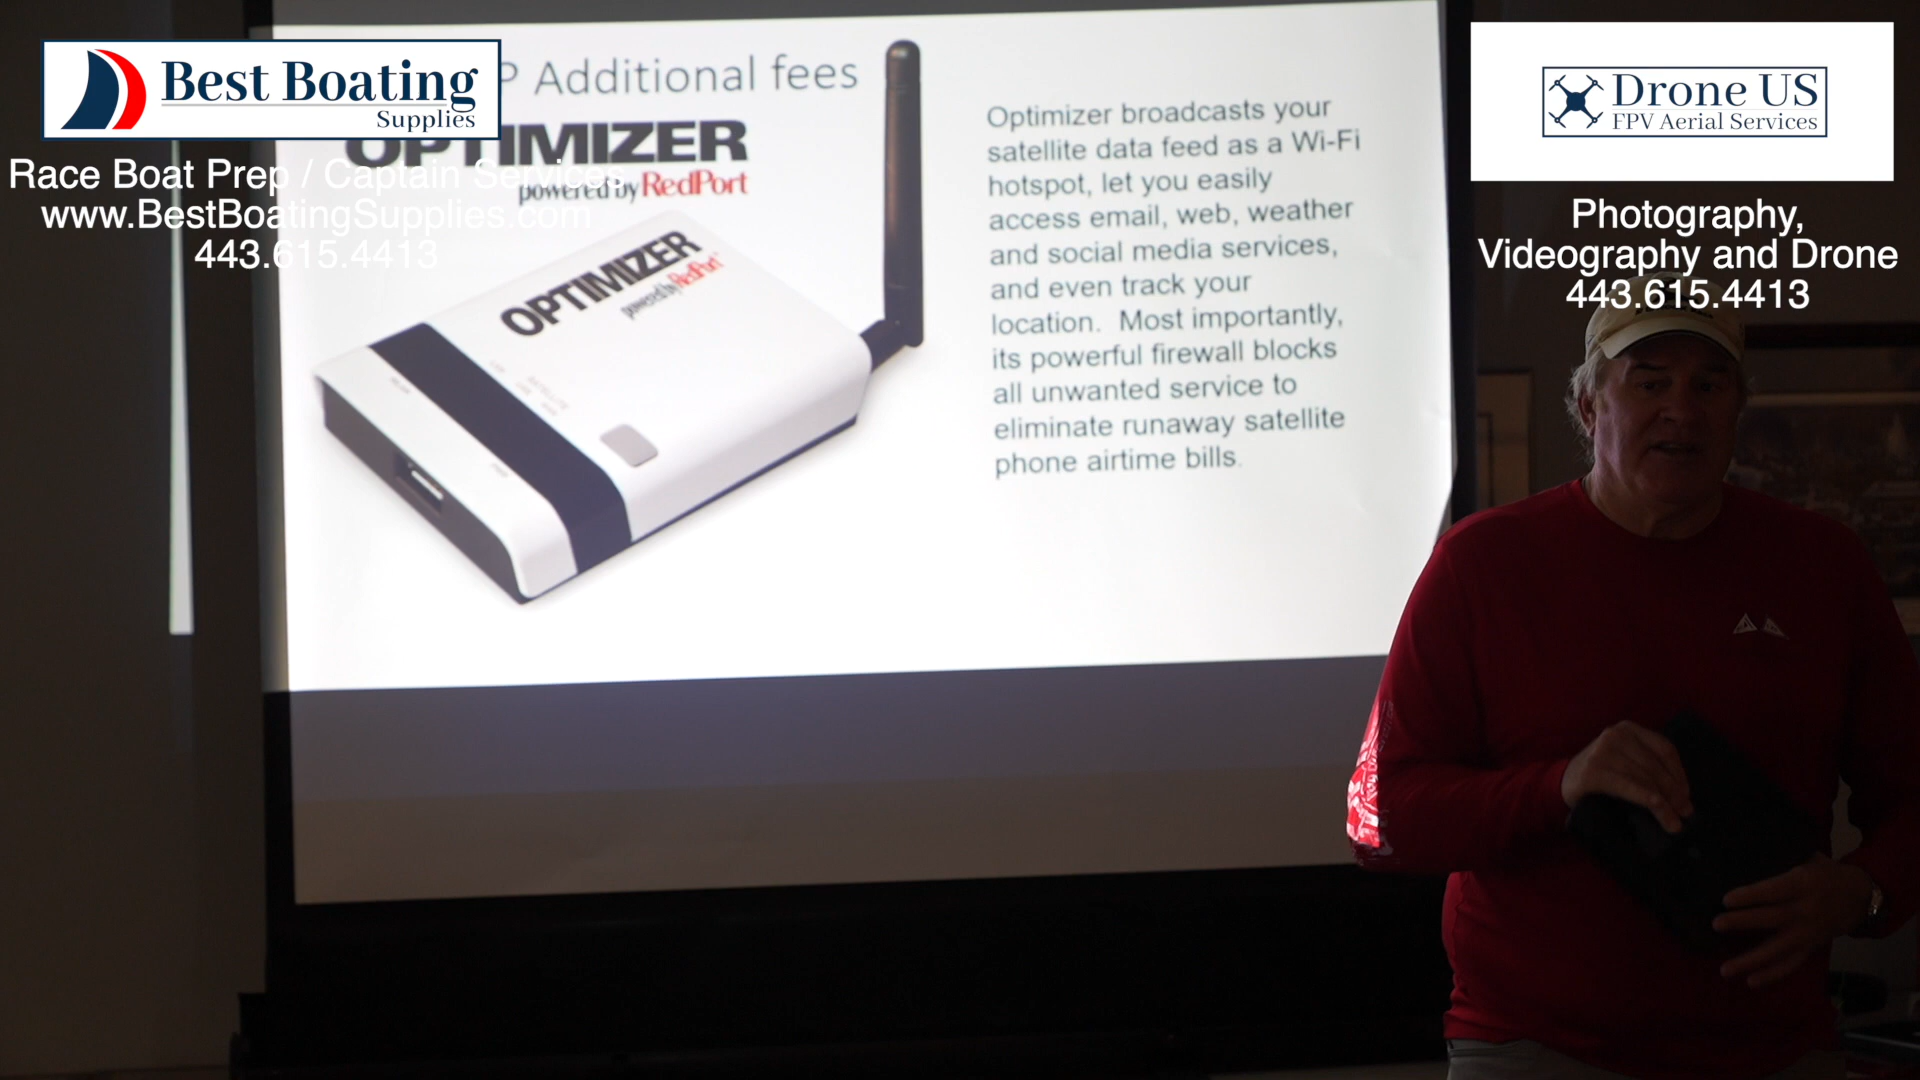 Best Boating
Supplies
Race Boat Prep / Captain Services
www.BestBoatingSupplies.com
443.615.4413
P Additional fees
OPTIMIZER
powered by RedPort
OPTIMIZER
powered by RedPort
Optimizer broadcasts your
satellite data feed as a Wi-Fi
hotspot, let you easily
access email, web, weather
and social media services,
and even track your
location. Most importantly,
its powerful firewall blocks
all unwanted service to
eliminate runaway satellite
phone airtime bills.
Drone US
FPV Aerial Services
Photography,
Videography and Drone
443.615.4413